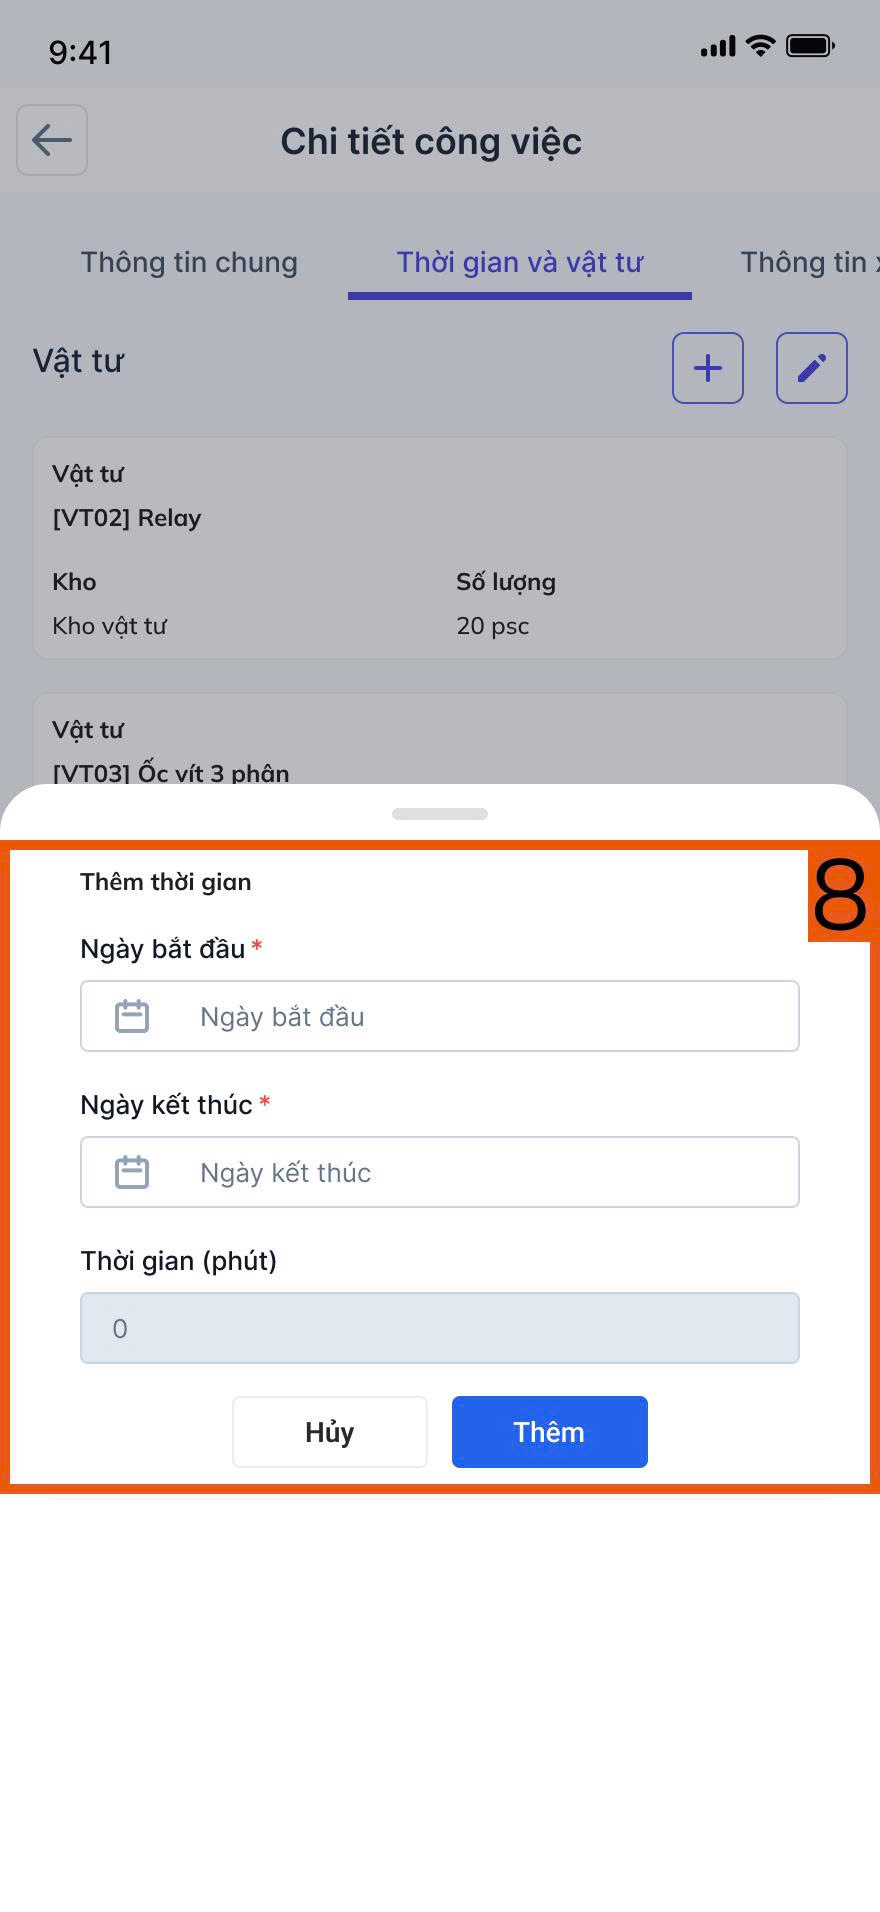 9:41
Chi tiết công việc
Thông tin chung
Thời gian và vật tư
Thông tin
Vật tư
Vật tư
[VT02] Relay
Kho
Số lượng
Kho vật tư
20 psc
Vật tư
[VT03] Ốc vít 3 phân
8
Thêm thời gian
Ngày bắt đầu *
Ngày bắt đầu
Ngày kết thúc *
Ngày kết thúc
Thời gian (phút)
0
Hủy
Thêm